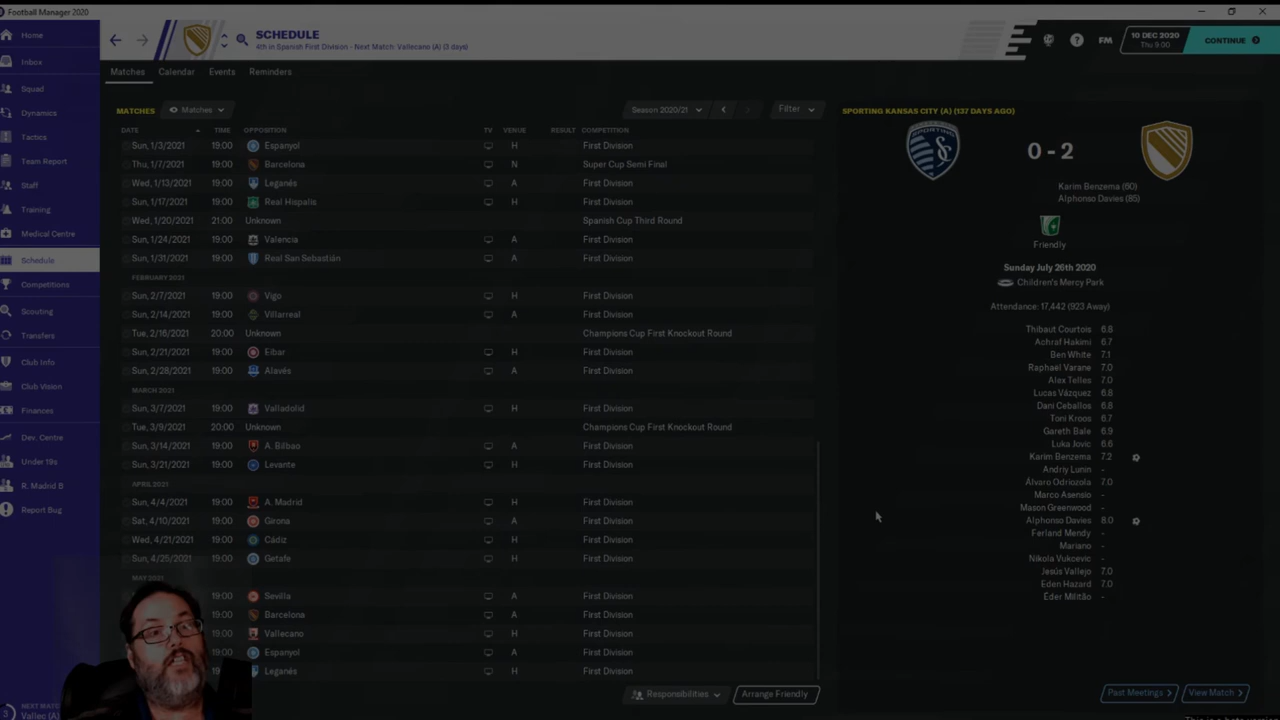 Football Manager 2020
Home
Inbox
Squad
Dynamics
Tactics
Team Report
Staff
Training
Medical Centre
Schedule
Competitions
Scouting
Transfers
Club Info
Club Vision
Finances
Dev. Centre
Under 19s
R. Madrid B
Report Bug
NEXT MAT
Vallec (A)
3
SCHEDULE
4th in Spanish First Division - Next Match: Vallecano (A) (3 days)
FM
10 DEC 2020
Thu 9:00
CONTINUE
Matches Calendar Events Reminders
MATCHES Matches Season 2020/21 Filter
DATE TIME OPPOSITION TV VENUE RESULT COMPETITION
Sun, 1/3/2021 19:00 Espanyol H First Division
Thu, 1/7/2021 19:00 Barcelona N Super Cup Semi Final
Wed, 1/13/2021 19:00 Leganés A First Division
Sun, 1/17/2021 19:00 Real Hispalis H First Division
Wed, 1/20/2021 21:00 Unknown Spanish Cup Third Round
Sun, 1/24/2021 19:00 Valencia A First Division
Sun, 1/31/2021 19:00 Real San Sebastián A First Division
FEBRUARY 2021
Sun, 2/7/2021 19:00 Vigo H First Division
Sun, 2/14/2021 19:00 Villarreal A First Division
Tue, 2/16/2021 20:00 Unknown Champions Cup First Knockout Round
Sun, 2/21/2021 19:00 Eibar H First Division
Sun, 2/28/2021 19:00 Alavés A First Division
MARCH 2021
Sun, 3/7/2021 19:00 Valladolid H First Division
Tue, 3/9/2021 20:00 Unknown Champions Cup First Knockout Round
Sun, 3/14/2021 19:00 A. Bilbao A First Division
Sun, 3/21/2021 19:00 Levante H First Division
APRIL 2021
Sun, 4/4/2021 19:00 A. Madrid H First Division
Sat, 4/10/2021 19:00 Girona A First Division
Wed, 4/21/2021 19:00 Cádiz H First Division
Sun, 4/25/2021 19:00 Getafe H First Division
MAY 2021
19:00 Sevilla A First Division
19:00 Barcelona A First Division
19:00 Vallecano H First Division
19:00 Espanyol A First Division
19:00 Leganés H First Division
Responsibilities Arrange Friendly
SPORTING KANSAS CITY (A) (137 DAYS AGO)
0 - 2
Karim Benzema (60)
Alphonso Davies (85)
Friendly
Sunday July 26th 2020
Children's Mercy Park
Attendance: 17,442 (923 Away)
Thibaut Courtois 6.8
Achraf Hakimi 6.7
Ben White 7.1
Raphael Varane 7.0
Alex Telles 7.0
Lucas Vázquez 6.8
Dani Ceballos 6.8
Toni Kroos 6.7
Gareth Bale 6.9
Luka Jovic 6.6
Karim Benzema 7.2
Andriy Lunin -
Álvaro Odriozola 7.0
Marco Asensio -
Mason Greenwood -
Alphonso Davies 8.0
Ferland Mendy -
Mariano -
Nikola Vukcevic -
Jesús Vallejo 7.0
Eden Hazard 7.0
Éder Militão -
Past Meetings View Match